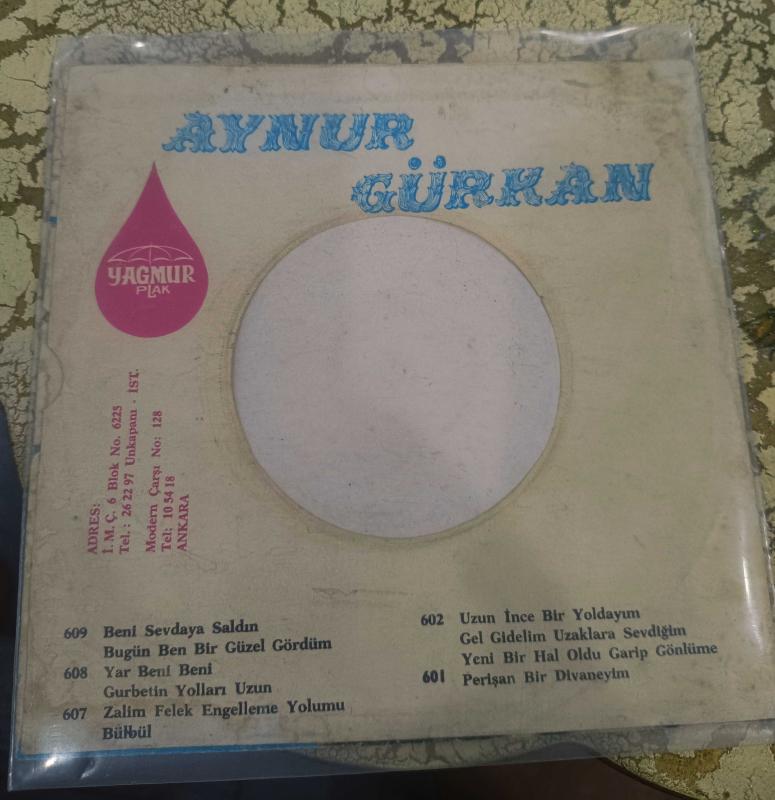 AYNUR
GÜRKAN
YAGMUR
PLAK
ADRES:
İ. M. Ç. 6 Blok No. 6225
Tel.: 26 22 97 Unkapanı - İST.
Modern Çarşı No: 128
Tel: 10 54 18
ANKARA
609 Beni Sevdaya Saldın
Bugün Ben Bir Güzel Gördüm
608 Yar Beni Beni
Gurbetin Yolları Uzun
607 Zalim Felek Engelleme Yolumu
Bülbül
602 Uzun İnce Bir Yoldayım
Gel Gidelim Uzaklara Sevdiğim
Yeni Bir Hal Oldu Garip Gönlüme
601 Perişan Bir Divaneyim